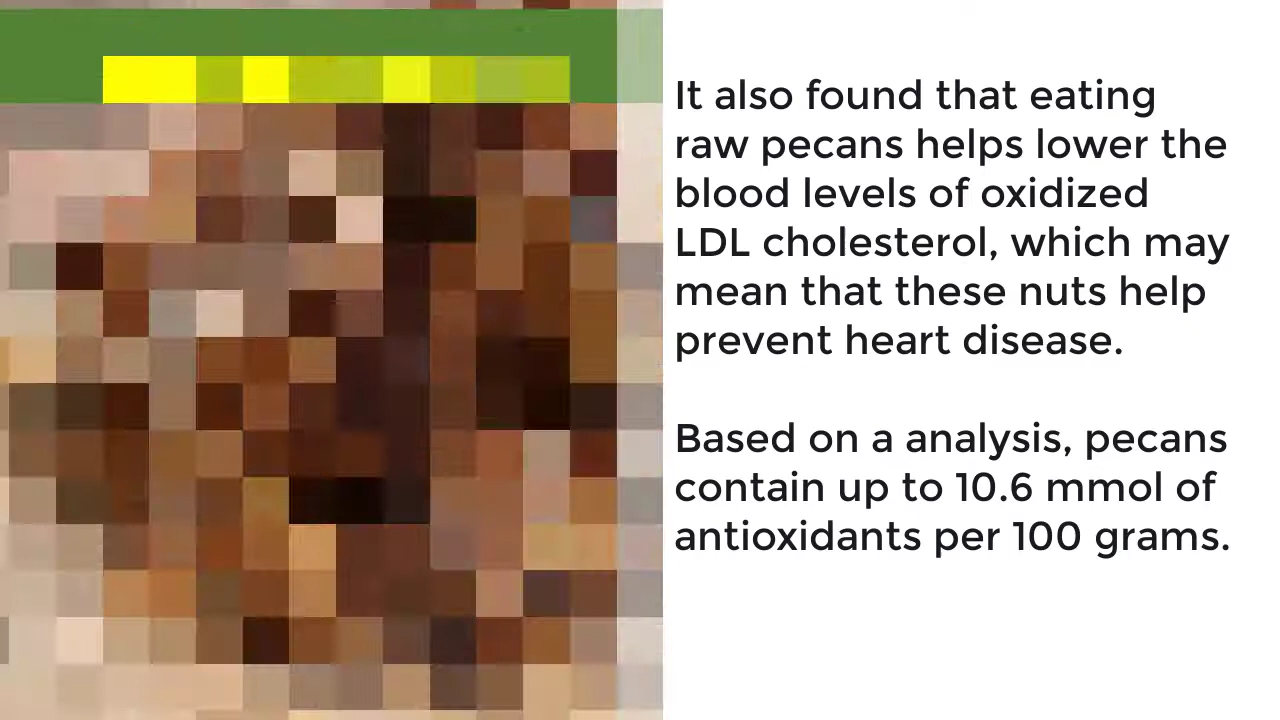 It also found that eating
raw pecans helps lower the
blood levels of oxidized
LDL cholesterol, which may
mean that these nuts help
prevent heart disease.
Based on a analysis, pecans
contain up to 10.6 mmol of
antioxidants per 100 grams.